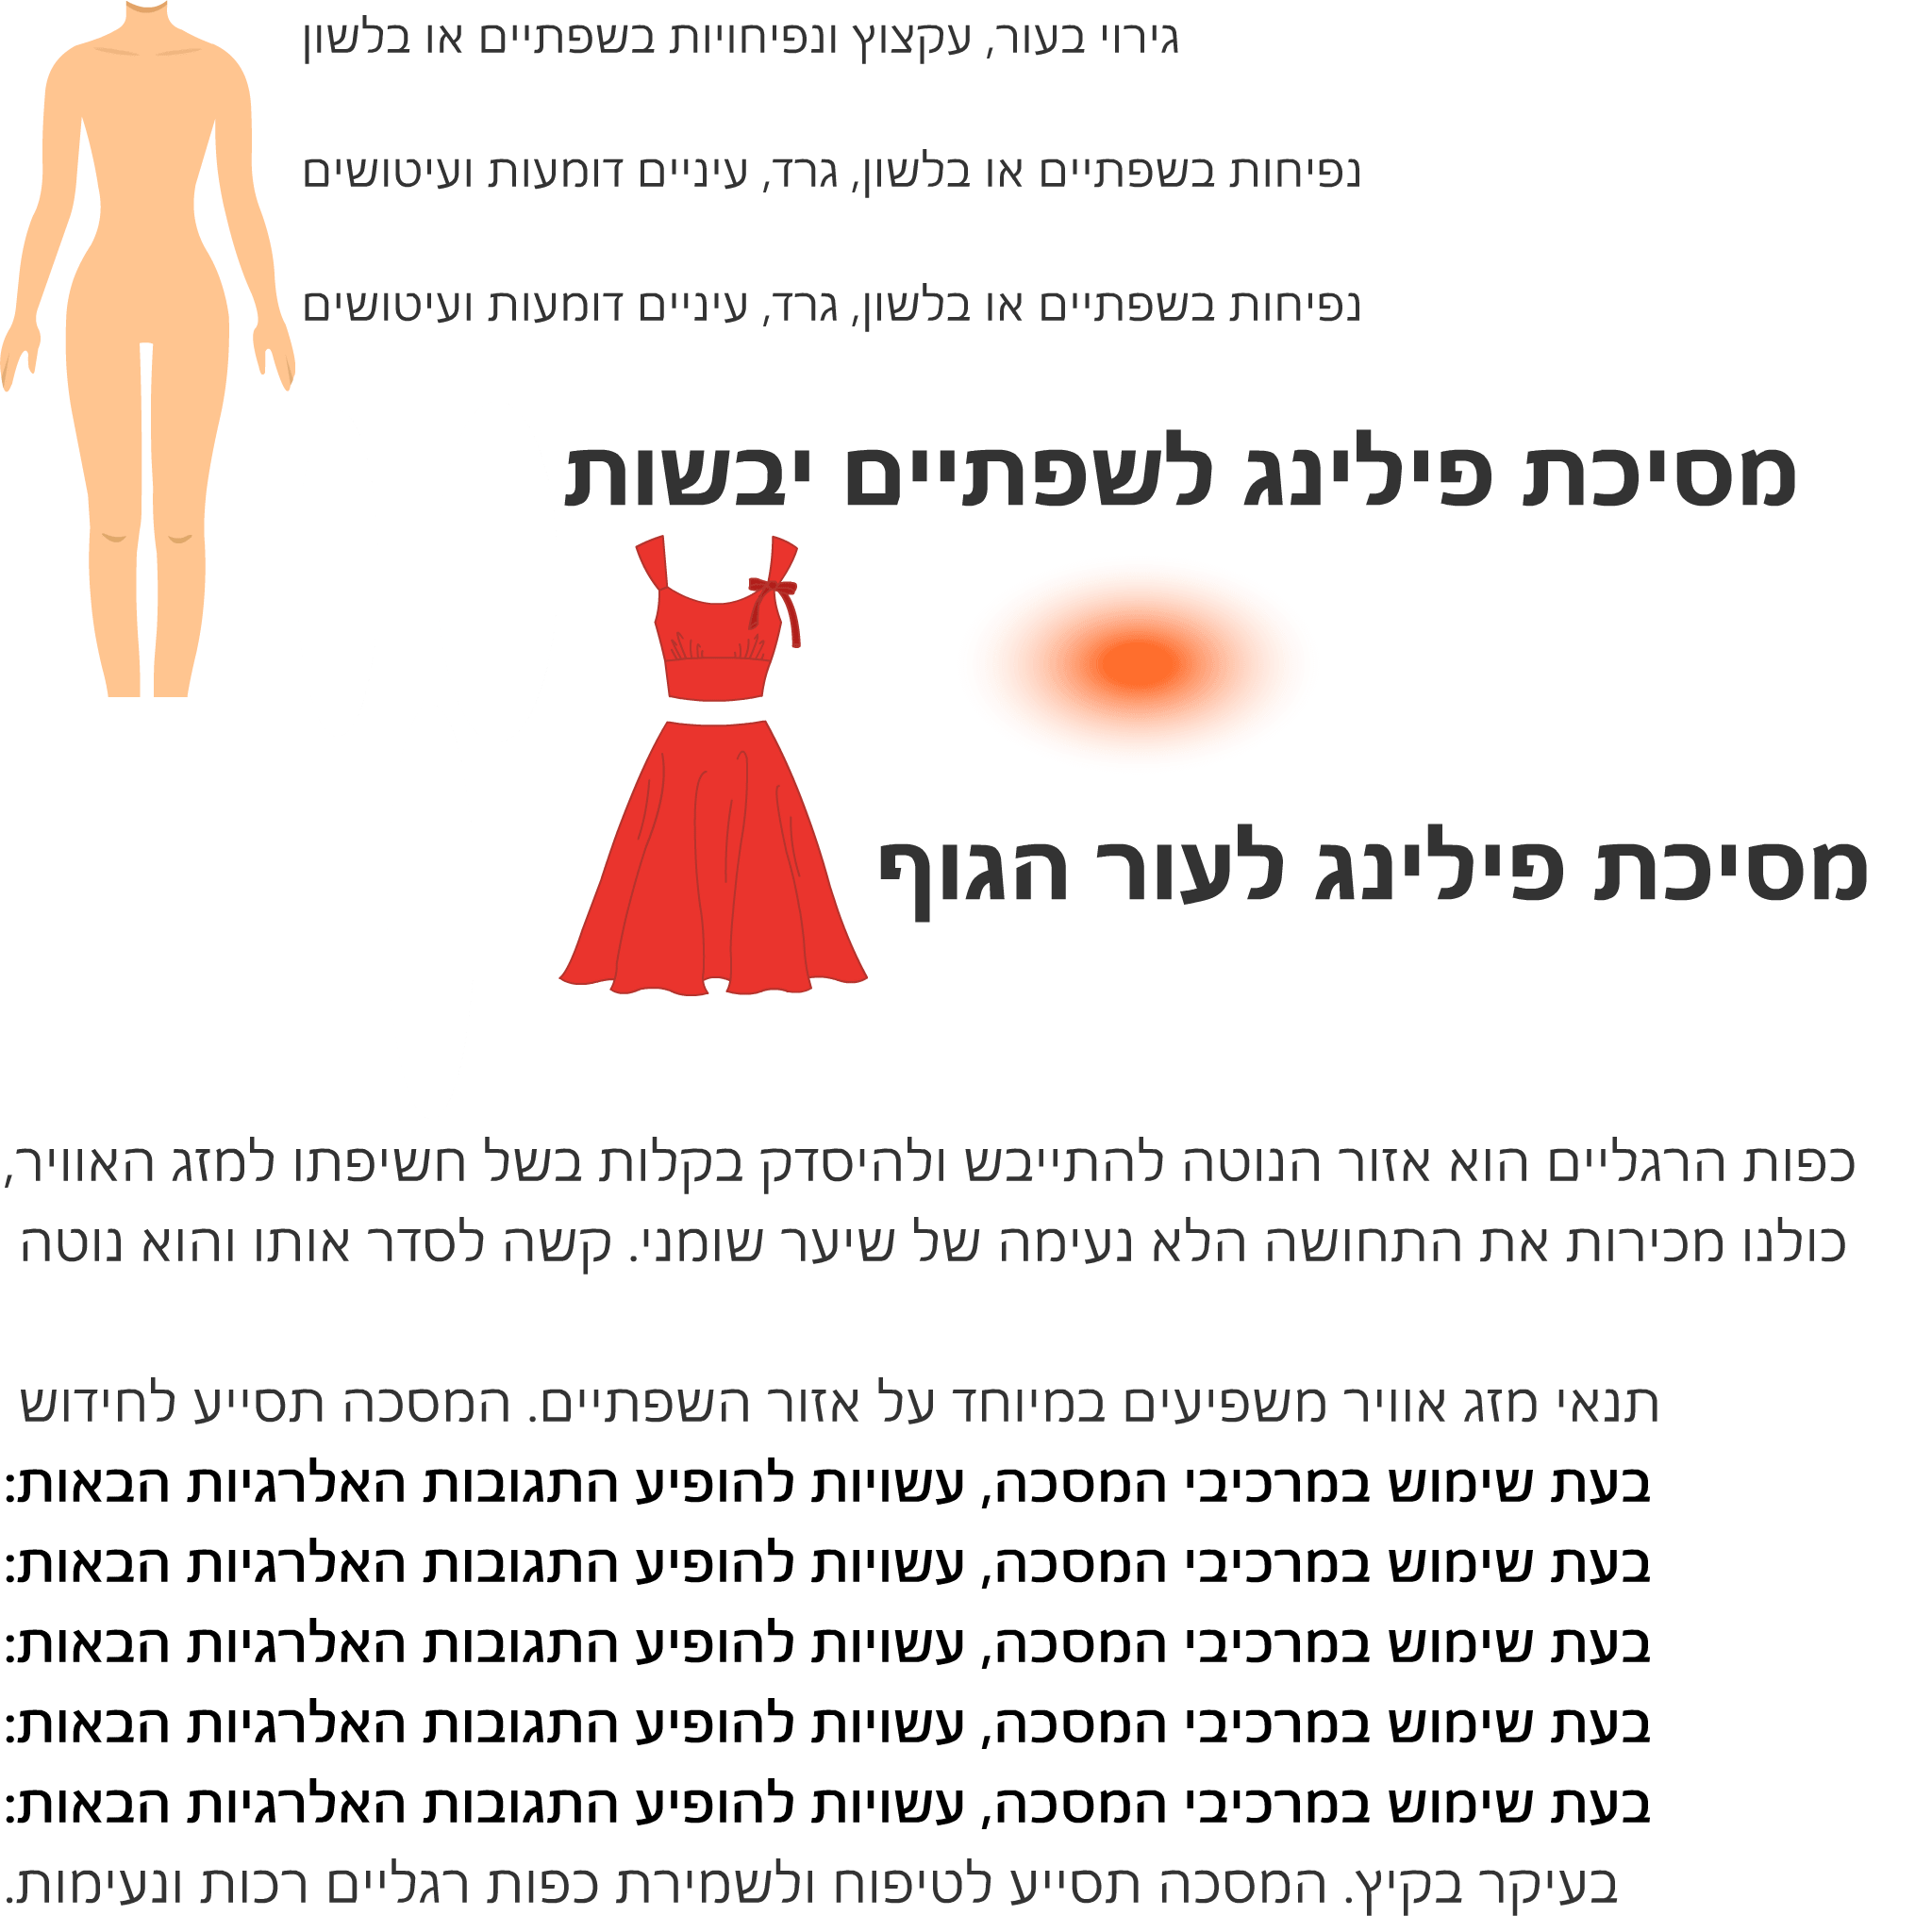 גירוי בעור, עקצוץ ונפיחויות בשפתיים או בלשון
נפיחות בשפתיים או בלשון, גרד, עיניים דומעות ועיטושים
נפיחות בשפתיים או בלשון, גרד, עיניים דומעות ועיטושים
מסיכת פילינג לשפתיים יבשות
מסיכת פילינג לעור הגוף
כפות הרגליים הוא אזור הנוטה להתייבש ולהיסדק בקלות בשל חשיפתו למזג האוויר,
כולנו מכירות את התחושה הלא נעימה של שיער שומני. קשה לסדר אותו והוא נוטה
תנאי מזג אוויר משפיעים במיוחד על אזור השפתיים. המסכה תסייע לחידוש
בעת שימוש במרכיבי המסכה, עשויות להופיע התגובות האלרגיות הבאות:
בעת שימוש במרכיבי המסכה, עשויות להופיע התגובות האלרגיות הבאות:
בעת שימוש במרכיבי המסכה, עשויות להופיע התגובות האלרגיות הבאות:
בעת שימוש במרכיבי המסכה, עשויות להופיע התגובות האלרגיות הבאות:
בעת שימוש במרכיבי המסכה, עשויות להופיע התגובות האלרגיות הבאות:
בעיקר בקיץ. המסכה תסייע לטיפוח ולשמירת כפות רגליים רכות ונעימות.